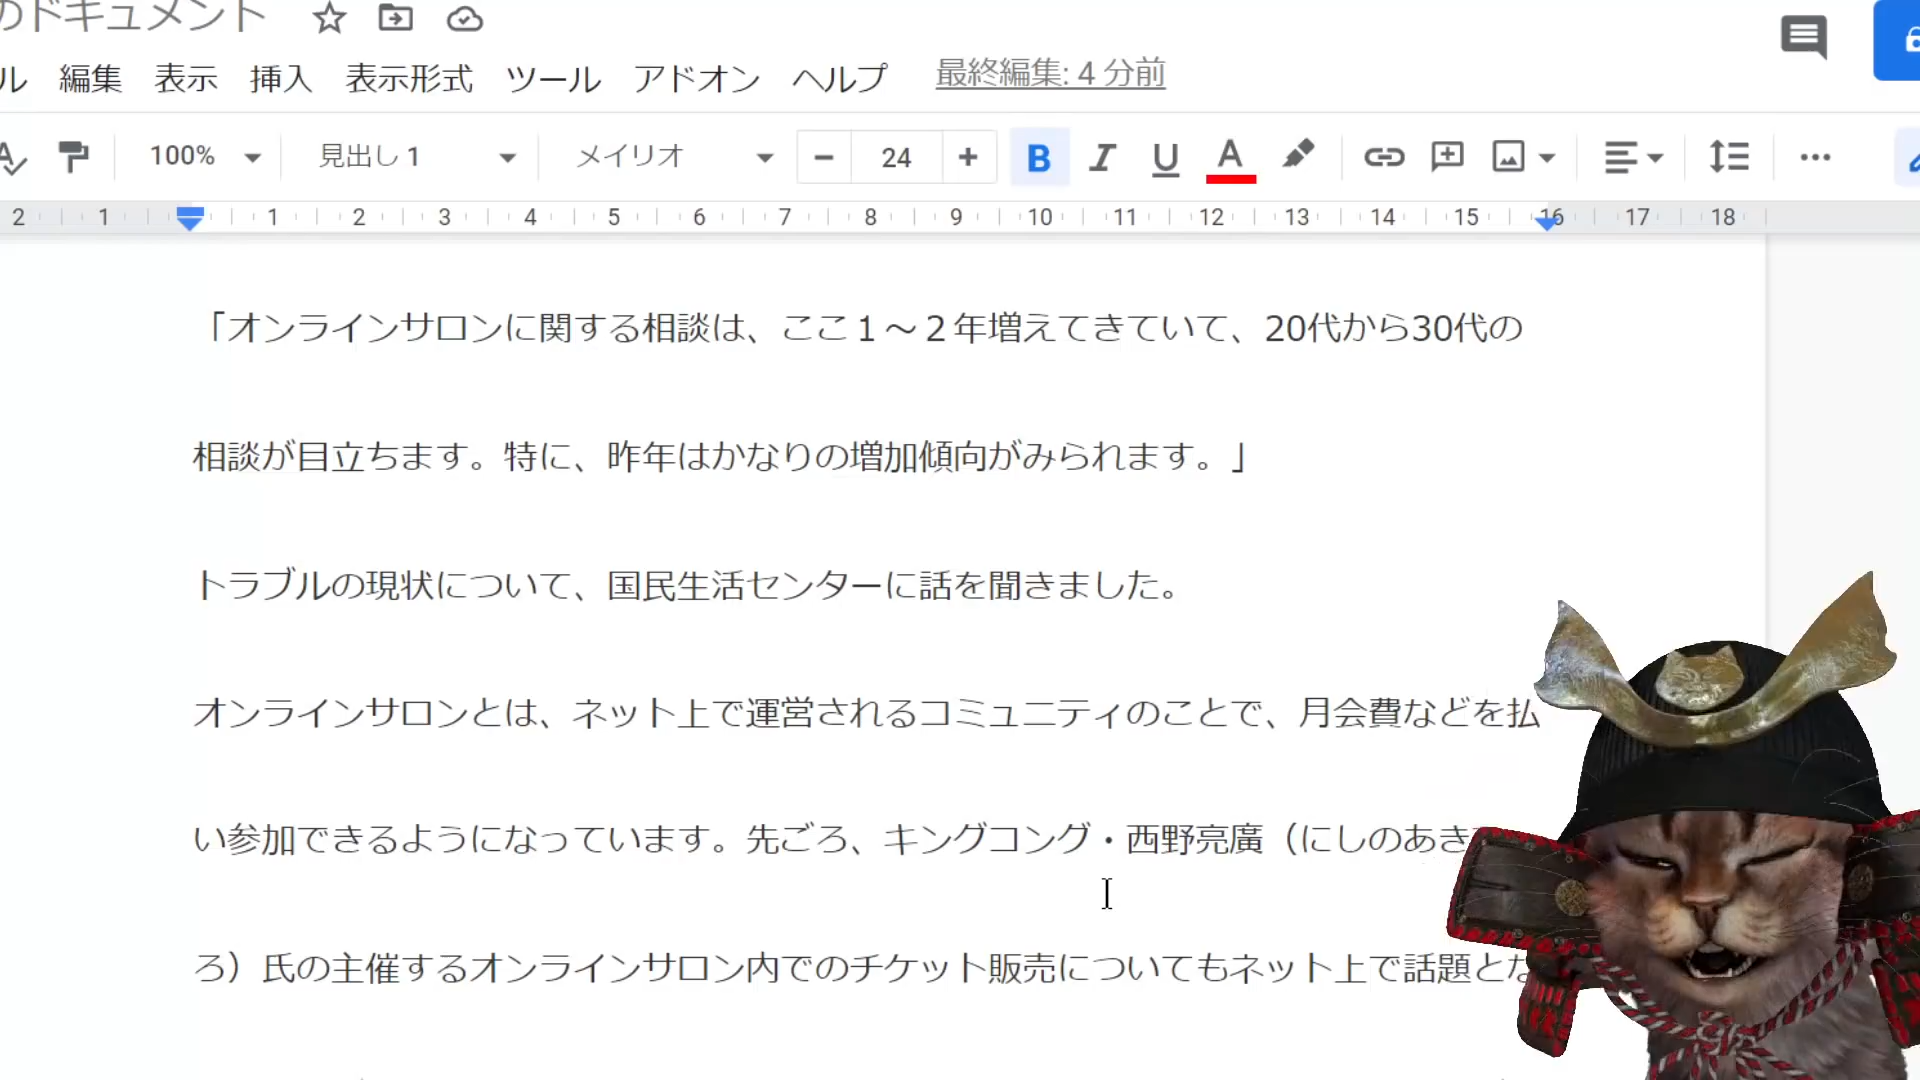 のドキュメント
ル 編集 表示 挿入 表示形式 ツール アドオン ヘルプ 最終編集: 4 分前
100% 見出し 1 メイリオ − 24 + B I U A
2 1 1 2 3 4 5 6 7 8 9 10 11 12 13 14 15 16 17 18
「オンラインサロンに関する相談は、ここ１～２年増えてきていて、20代から30代の
相談が目立ちます。特に、昨年はかなりの増加傾向がみられます。」
トラブルの現状について、国民生活センターに話を聞きました。
オンラインサロンとは、ネット上で運営されるコミュニティのことで、月会費などを払
い参加できるようになっています。先ごろ、キングコング・西野亮廣（にしのあき
ろ）氏の主催するオンラインサロン内でのチケット販売についてもネット上で話題とな